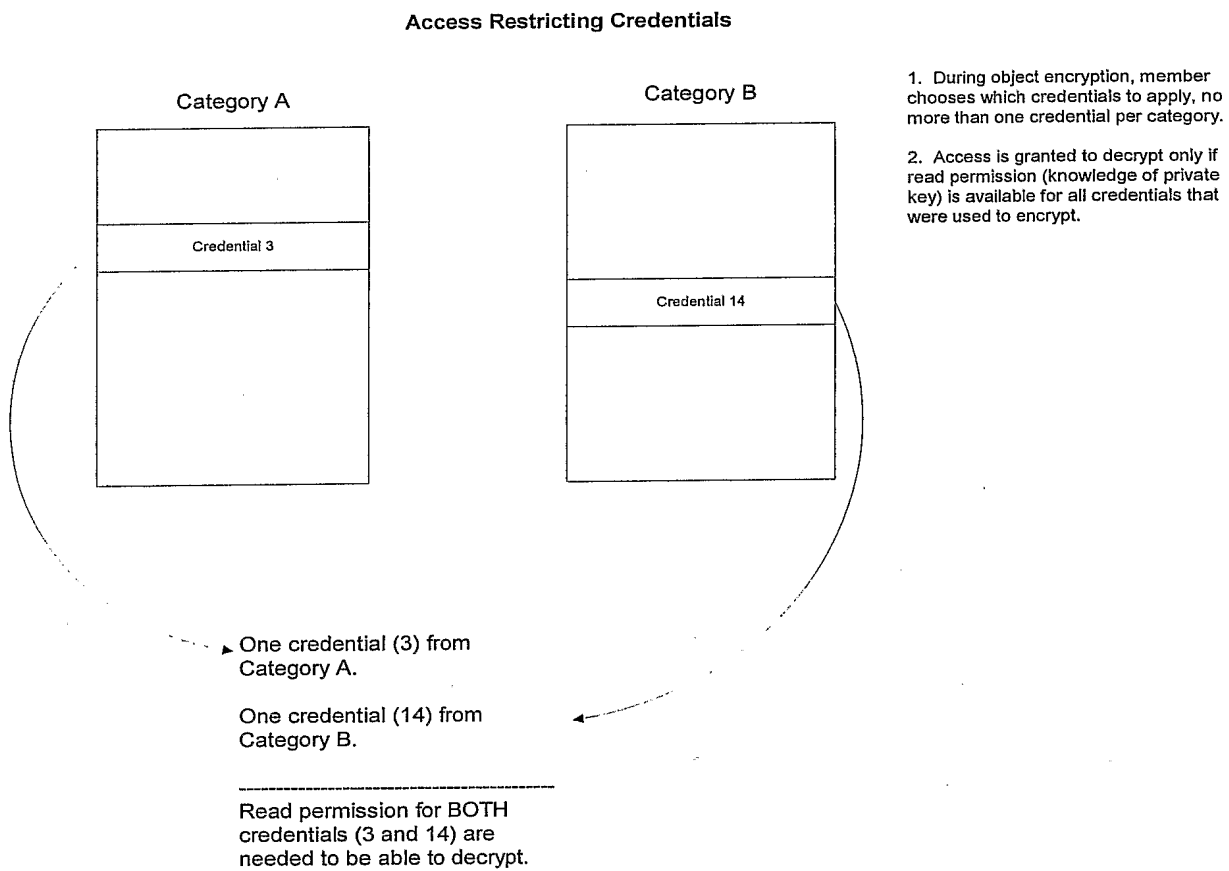 Access Restricting Credentials
Category A
Category B
Credential 3
Credential 14
1. During object encryption, member
chooses which credentials to apply, no
more than one credential per category.
2. Access is granted to decrypt only if
read permission (knowledge of private
key) is available for all credentials that
were used to encrypt.
One credential (3) from
Category A.
One credential (14) from
Category B.
Read permission for BOTH
credentials (3 and 14) are
needed to be able to decrypt.